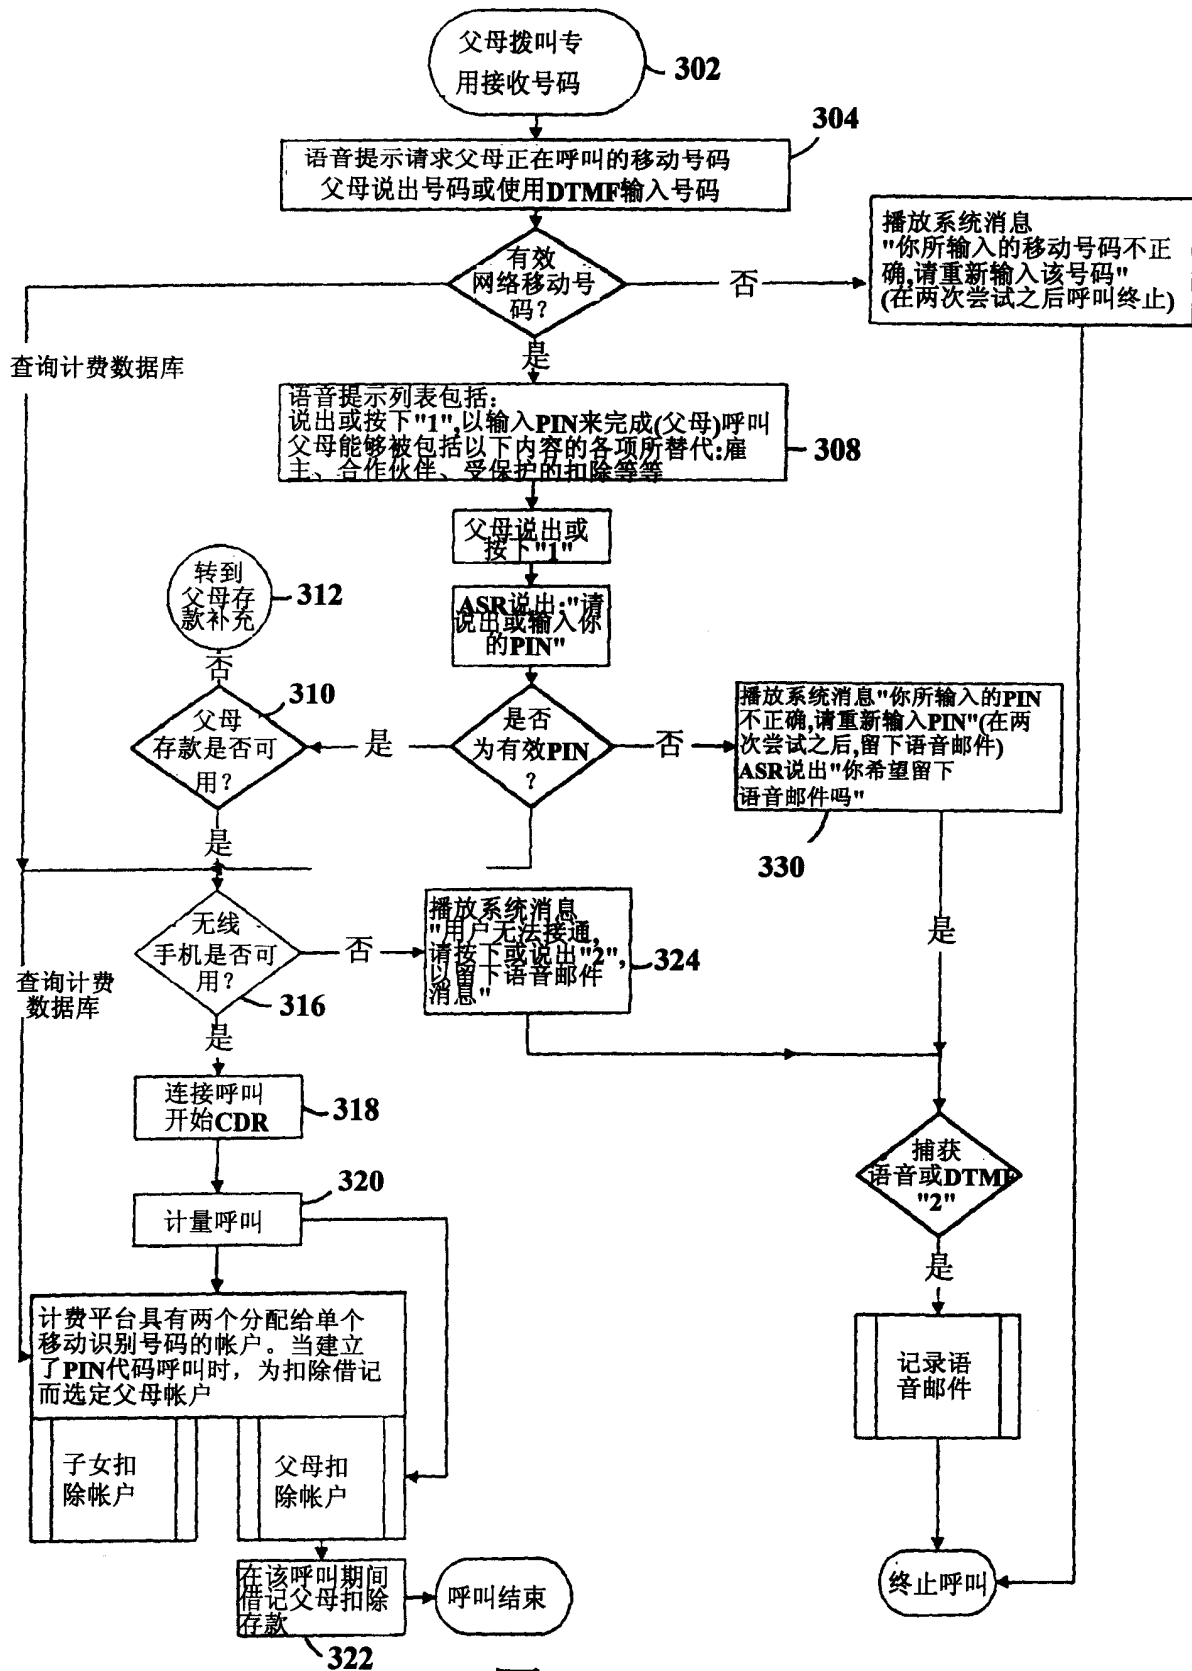 父母拨叫专
用接收号码
302
304
语音提示请求父母正在呼叫的移动号码
父母说出号码或使用DTMF输入号码
播放系统消息
"你所输入的移动号码不正
确,请重新输入该号码"
(在两次尝试之后呼叫终止)
有效
网络移动号
码?
否
是
查询计费数据库
语音提示列表包括:
说出或按下"1",以输入PIN来完成(父母)呼叫
父母能够被包括以下内容的各项所替代:雇
主、合作伙伴、受保护的扣除等等
308
父母说出或
按下"1"
转到
父母存
款补充
312
ASR说出:"请
说出或输入你
的PIN"
否
310
父母
存款是否可
用?
是
是否
为有效PIN
?
否
播放系统消息"你所输入的PIN
不正确,请重新输入PIN"(在两
次尝试之后,留下语音邮件)
ASR说出"你希望留下
语音邮件吗"
330
是
是
无线
手机是否可
用?
316
否
播放系统消息
"用户无法接通,
请按下或说出"2",
以留下语音邮件
消息"
324
查询计费
数据库
是
连接呼叫
开始CDR
318
捕获
语音或DTMF
"2"
320
计量呼叫
是
计费平台具有两个分配给单个
移动识别号码的帐户。当建立
了PIN代码呼叫时，为扣除借记
而选定父母帐户
记录语
音邮件
子女扣
除帐户
父母扣
除帐户
在该呼叫期间
借记父母扣除
存款
322
呼叫结束
终止呼叫